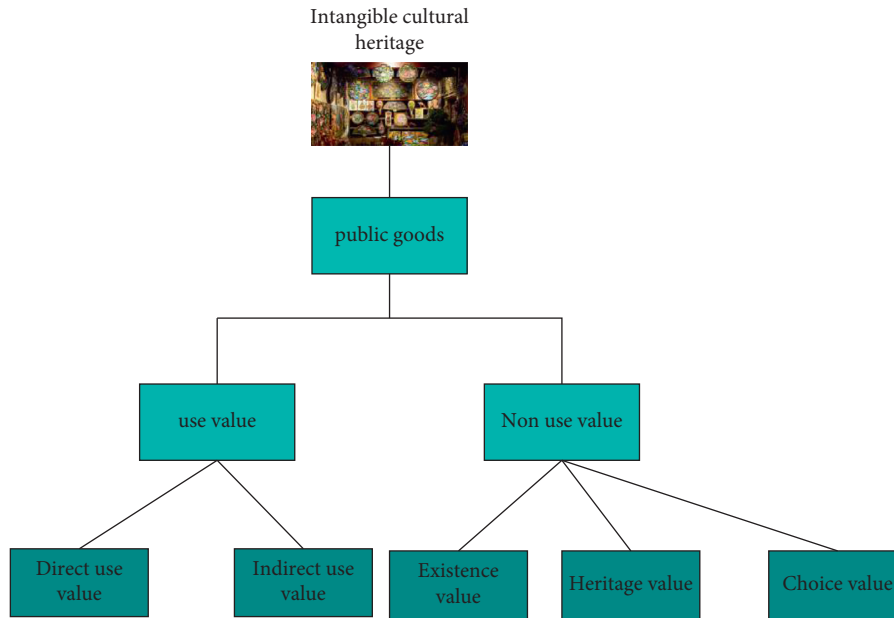 Intangible cultural
heritage
public goods
use value
Non use value
Direct use
value
Indirect use
value
Existence
value
Heritage value
Choice value